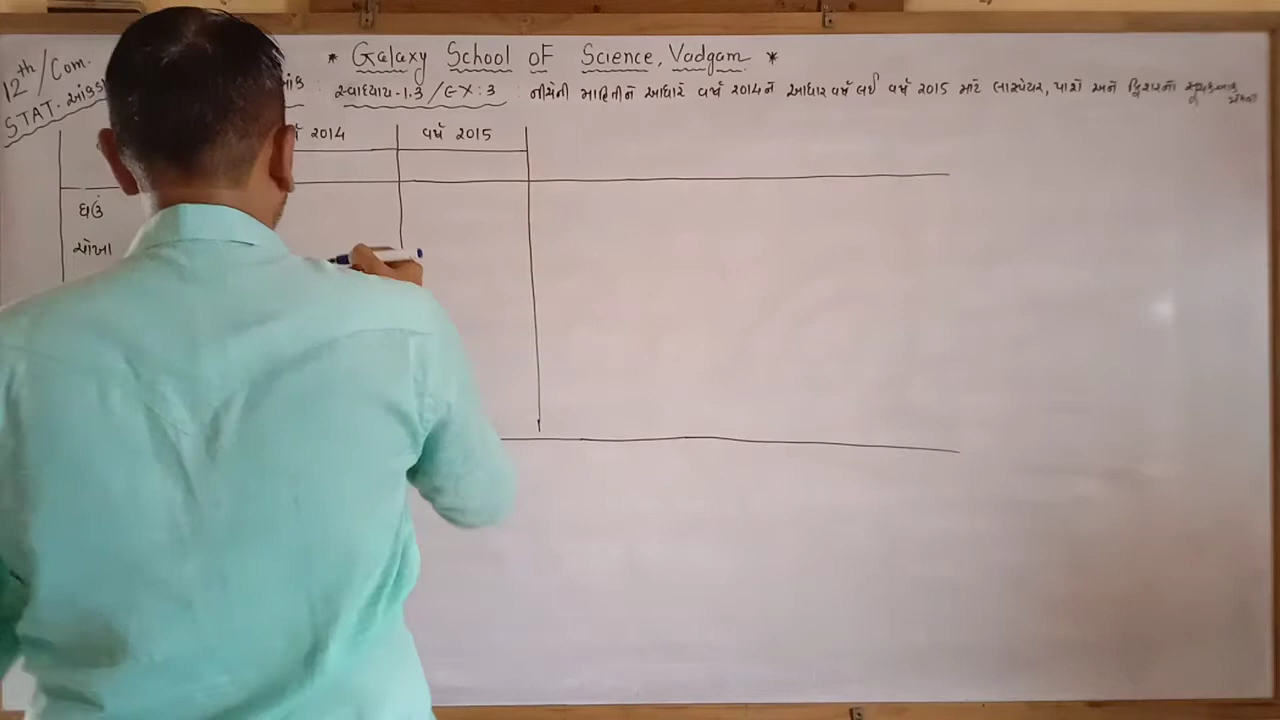 * Galaxy School of Science, Vadgam *
12th/Com.
STAT. આંકડા
સ્વાધ્યાય-1.3/EX:3 : નીચેની માહિતીને આધારે વર્ષ 2014ને આધાર વર્ષ લઈ વર્ષ 2015 માટે લાસ્પેયર, પાશે અને ફિશરના
2014 વર્ષ 2015
ઘઉં
ચોખા